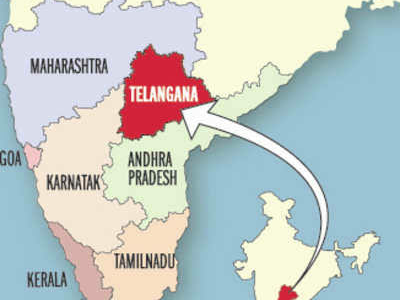 MAHARASHTRA
TELANGANA
GOA
KARNATAK
ANDHRA
PRADESH
TAMILNADU
KERALA